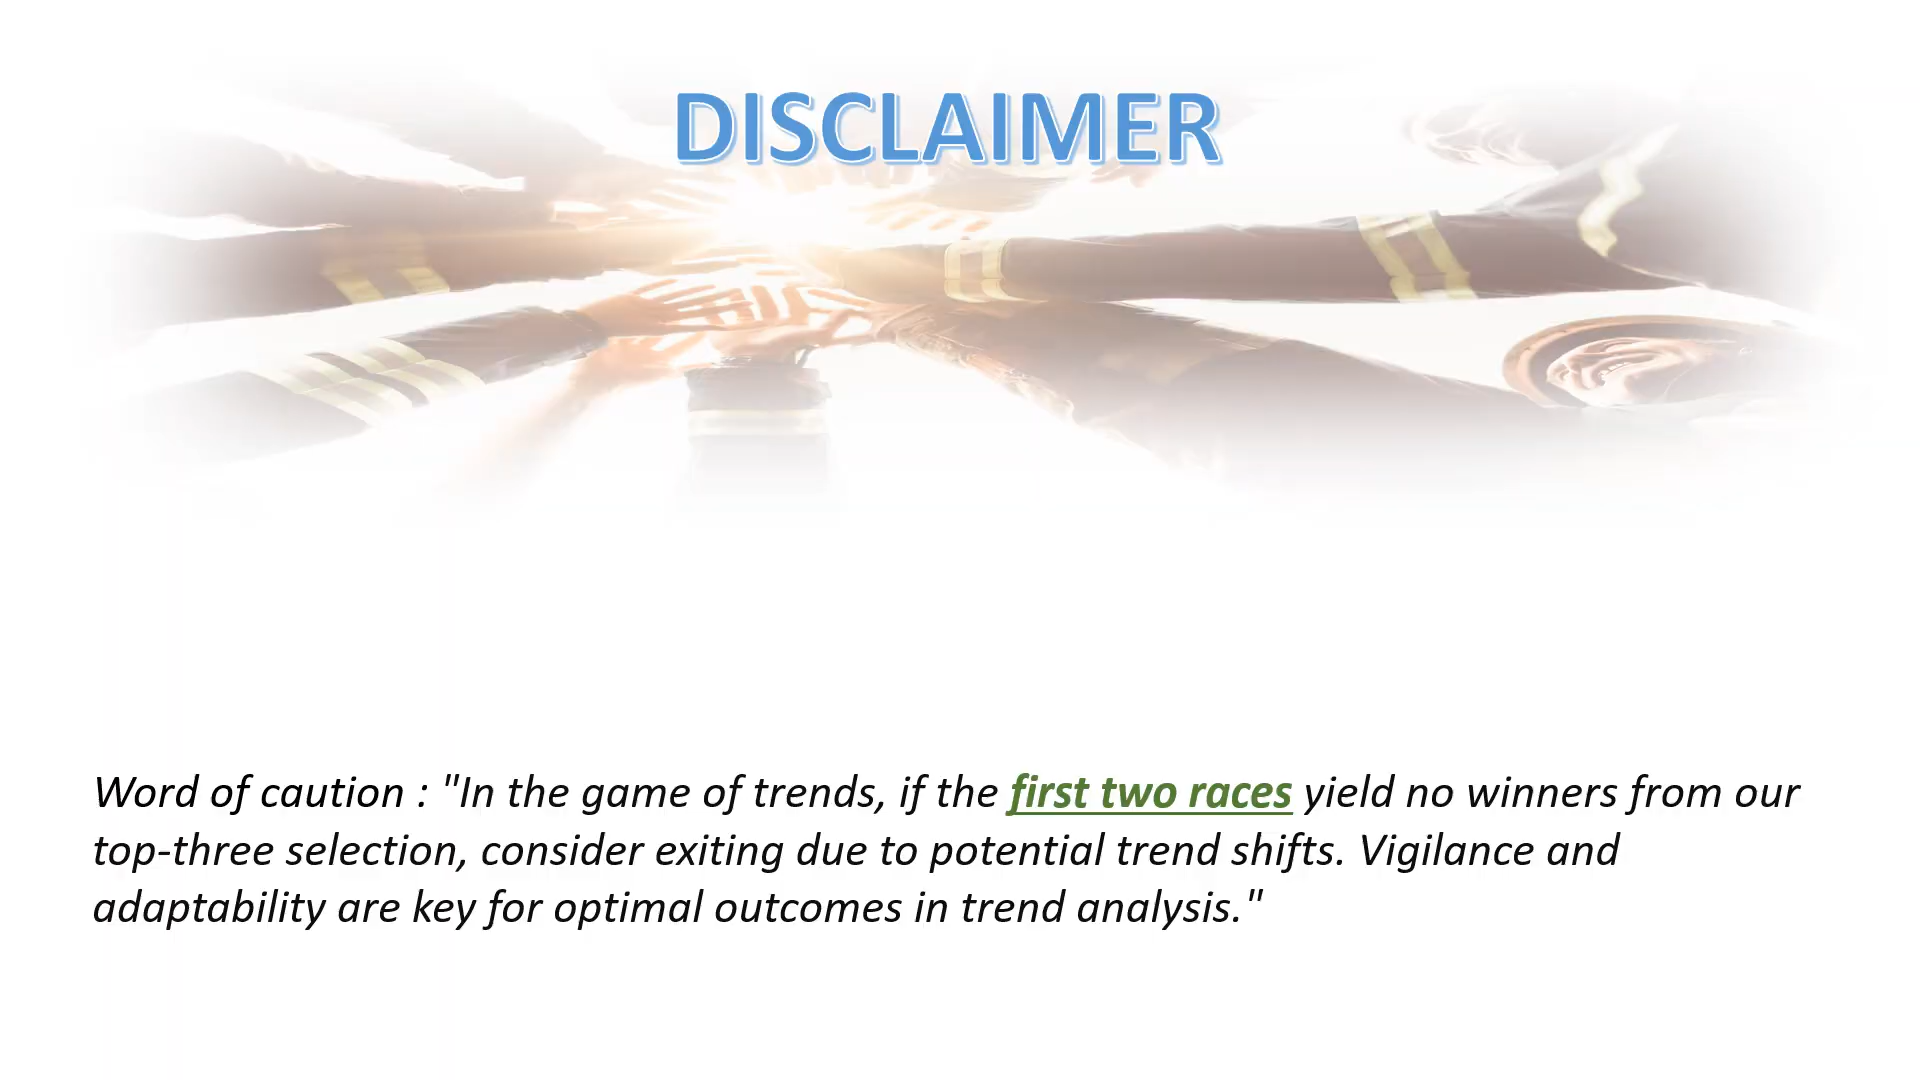 DISCLAIMER
Word of caution : "In the game of trends, if the first two races yield no winners from our
top-three selection, consider exiting due to potential trend shifts. Vigilance and
adaptability are key for optimal outcomes in trend analysis."